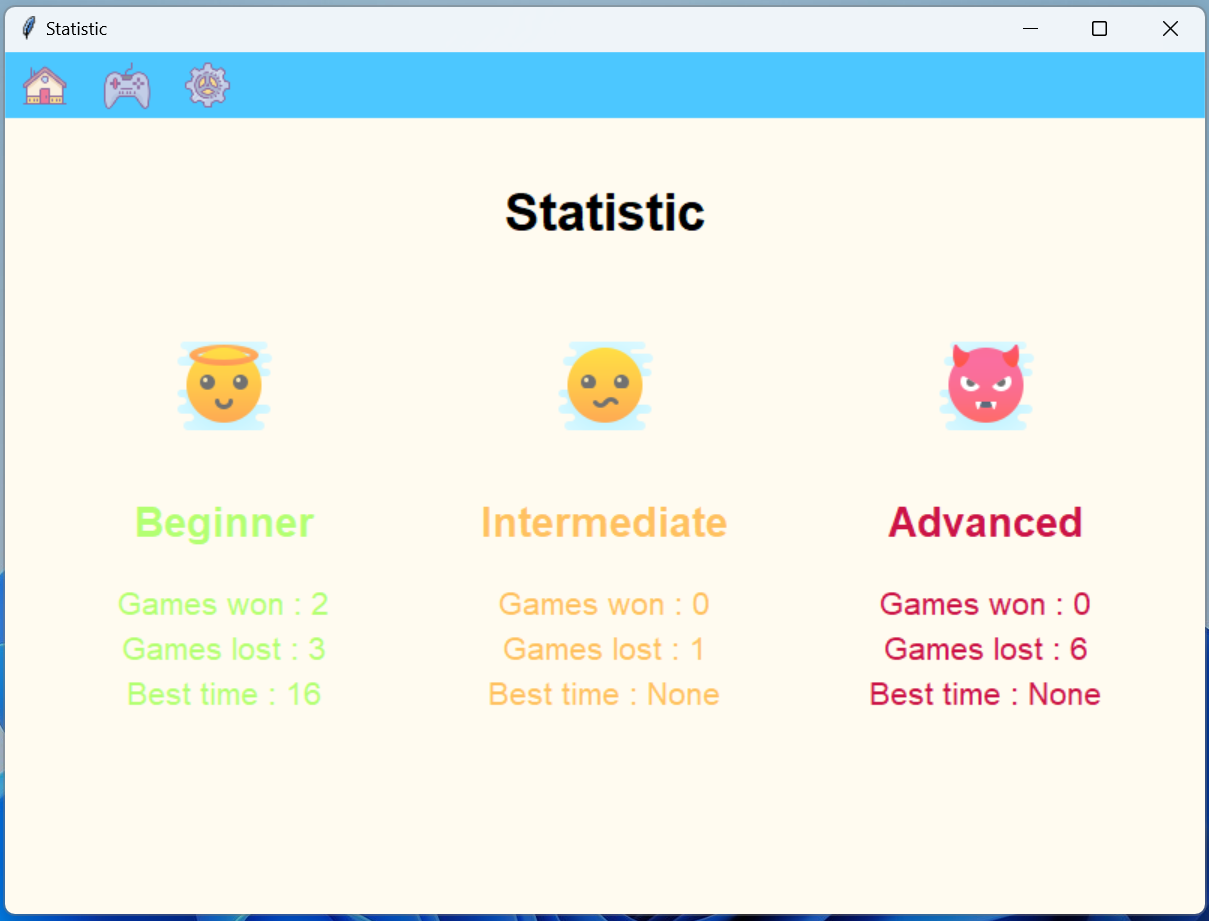 Statistic
Statistic
Beginner
Intermediate
Advanced
Games won : 2
Games lost : 3
Best time : 16
Games won : 0
Games lost : 1
Best time : None
Games won : 0
Games lost : 6
Best time : None